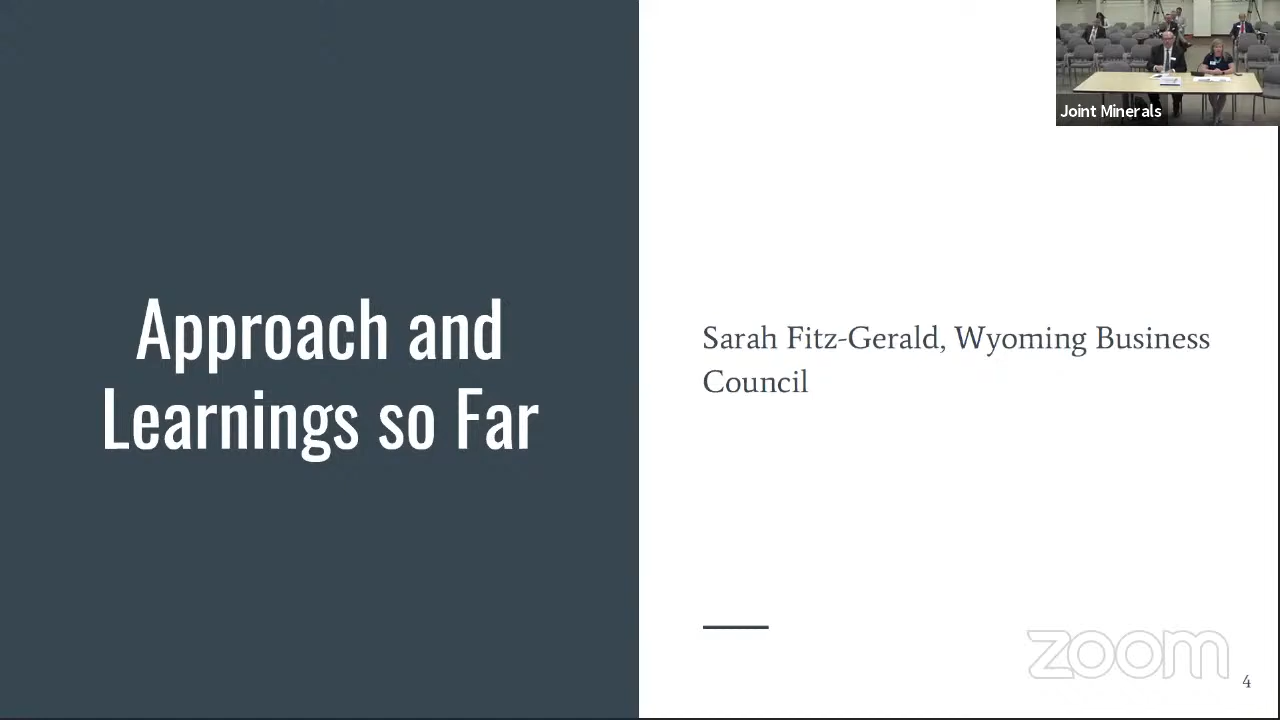 Joint Minerals
Approach and
Learnings so Far
Sarah Fitz-Gerald, Wyoming Business
Council
zoom
4